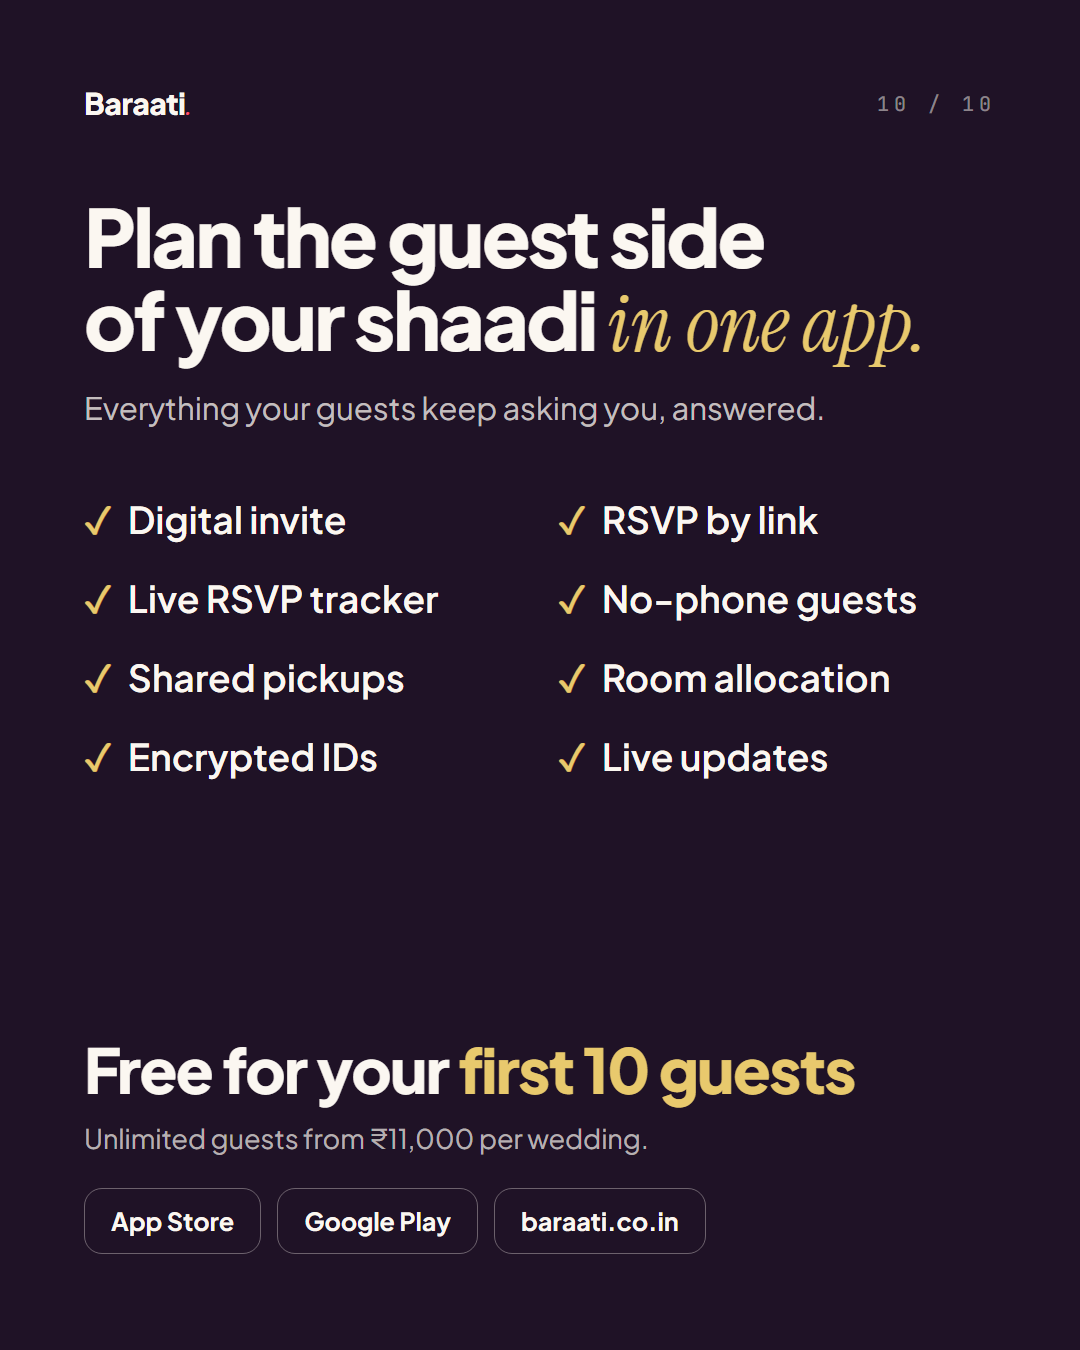 Baraati.
10 / 10
Plan the guest side
of your shaadi in one app.
Everything your guests keep asking you, answered.
✓ Digital invite
✓ RSVP by link
✓ Live RSVP tracker
✓ No-phone guests
✓ Shared pickups
✓ Room allocation
✓ Encrypted IDs
✓ Live updates
Free for your first 10 guests
Unlimited guests from ₹11,000 per wedding.
App Store
Google Play
baraati.co.in